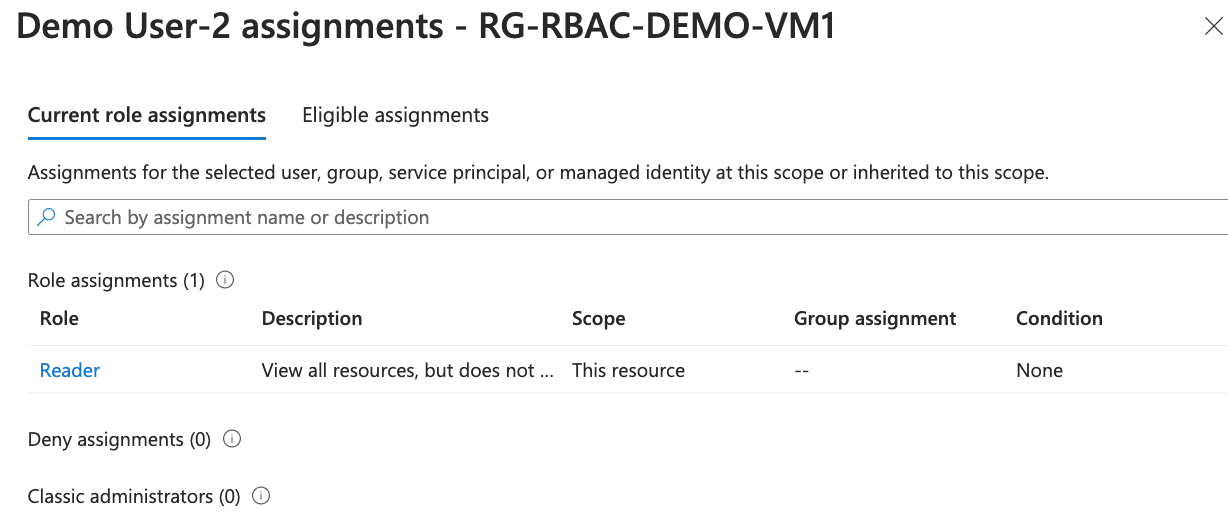 Demo User-2 assignments - RG-RBAC-DEMO-VM1
Current role assignments Eligible assignments
Assignments for the selected user, group, service principal, or managed identity at this scope or inherited to this scope.
Search by assignment name or description
Role assignments (1)
Role Description Scope Group assignment Condition
Reader View all resources, but does not ... This resource -- None
Deny assignments (0)
Classic administrators (0)